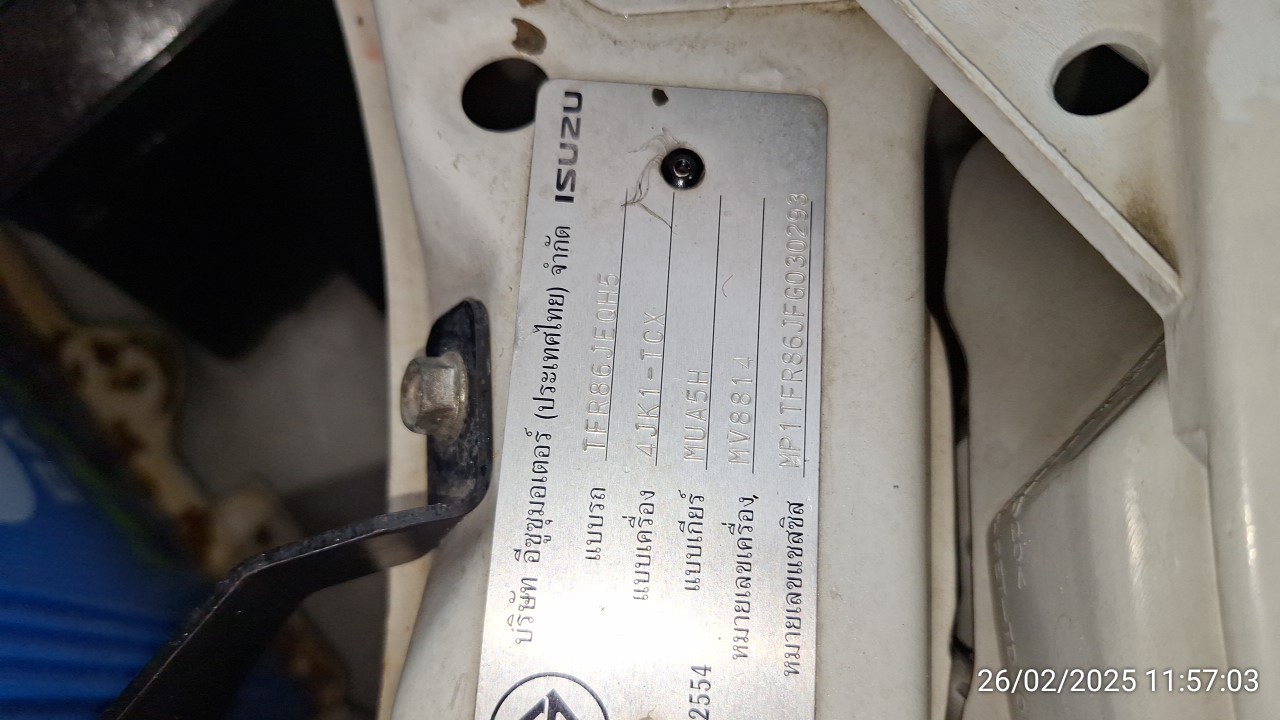 บริษัท อีซูซุมอเตอร์ (ประเทศไทย) จำกัด ISUZU
แบบรถ TFR86JEQH5
แบบเครื่อง 4JK1-TCX
แบบเกียร์ MUA5H
หมายเลขเครื่อง MV8814
หมายเลขแชสซิส MP1TFR86JFG030293
2554
26/02/2025 11:57:03